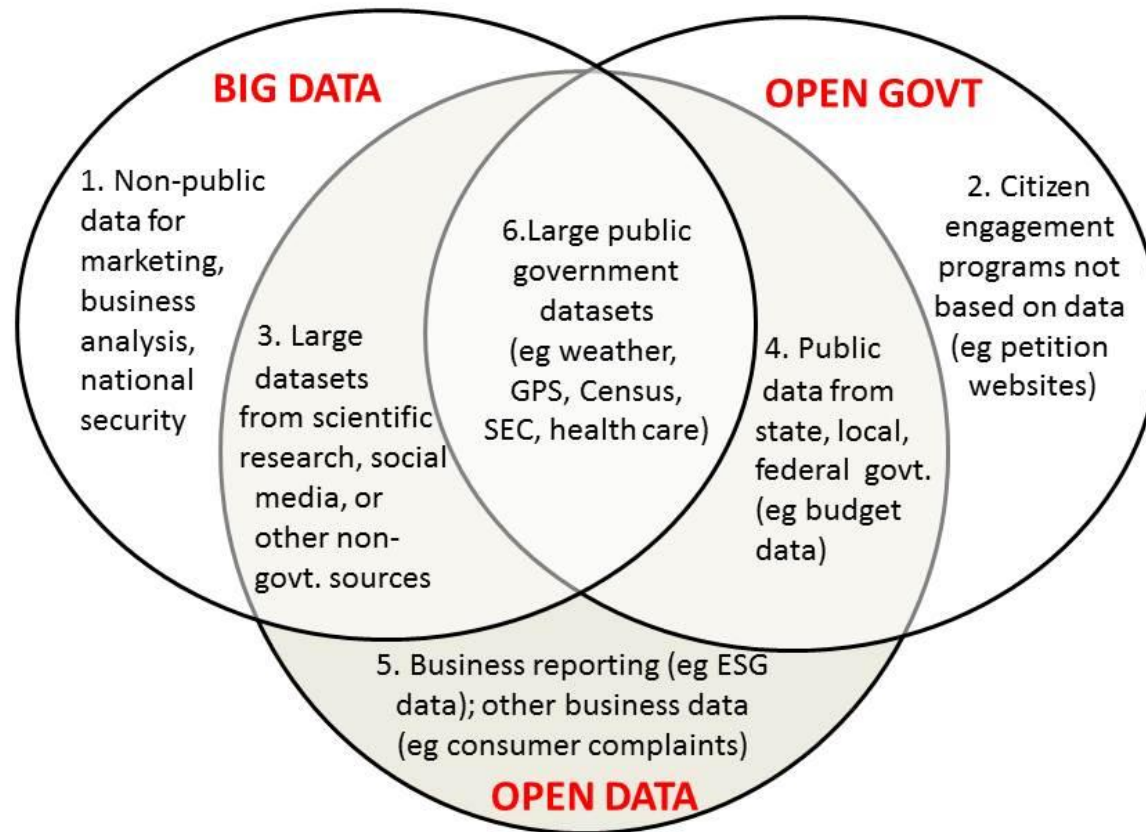 BIG DATA
OPEN GOVT
1. Non-public
data for
marketing,
business
analysis,
national
security
2. Citizen
engagement
programs not
based on data
(eg petition
websites)
3. Large
datasets
from scientific
research, social
media, or
other non-
govt. sources
4. Public
data from
state, local,
federal govt.
(eg budget
data)
5. Business reporting (eg ESG
data); other business data
(eg consumer complaints)
6.Large public
government
datasets
(eg weather,
GPS, Census,
SEC, health care)
OPEN DATA